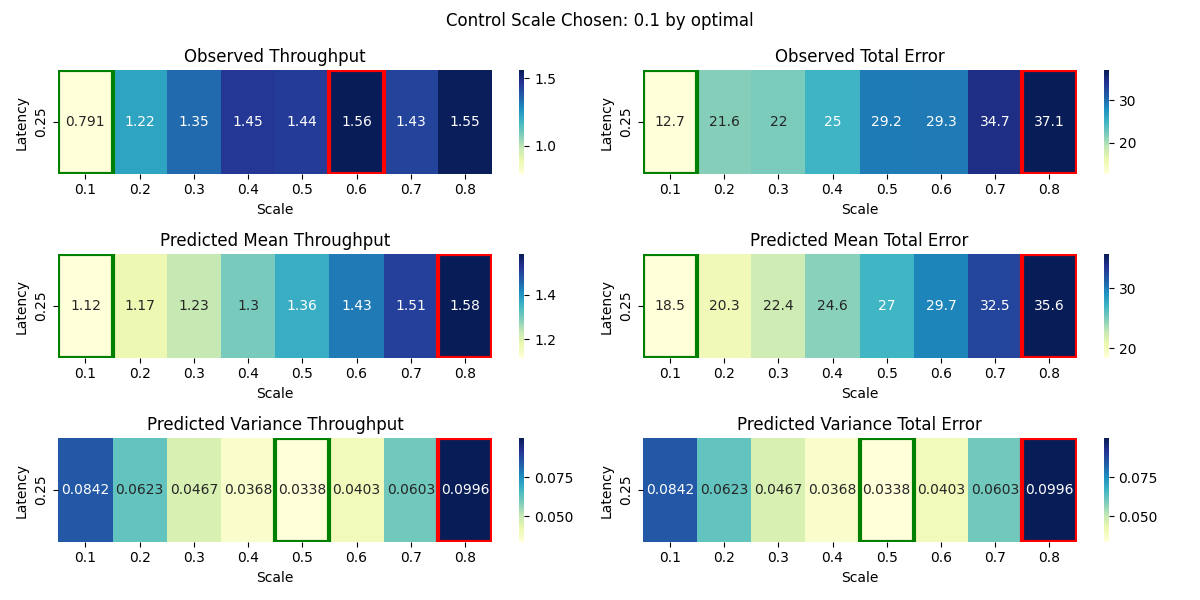 Control Scale Chosen: 0.1 by optimal
Observed Throughput
Latency
0.25
0.791 1.22 1.35 1.45 1.44 1.56 1.43 1.55
0.1 0.2 0.3 0.4 0.5 0.6 0.7 0.8
Scale
1.5
1.0
Observed Total Error
Latency
0.25
12.7 21.6 22 25 29.2 29.3 34.7 37.1
0.1 0.2 0.3 0.4 0.5 0.6 0.7 0.8
Scale
30
20
Predicted Mean Throughput
Latency
0.25
1.12 1.17 1.23 1.3 1.36 1.43 1.51 1.58
0.1 0.2 0.3 0.4 0.5 0.6 0.7 0.8
Scale
1.4
1.2
Predicted Mean Total Error
Latency
0.25
18.5 20.3 22.4 24.6 27 29.7 32.5 35.6
0.1 0.2 0.3 0.4 0.5 0.6 0.7 0.8
Scale
30
20
Predicted Variance Throughput
Latency
0.25
0.0842 0.0623 0.0467 0.0368 0.0338 0.0403 0.0603 0.0996
0.1 0.2 0.3 0.4 0.5 0.6 0.7 0.8
Scale
0.075
0.050
Predicted Variance Total Error
Latency
0.25
0.0842 0.0623 0.0467 0.0368 0.0338 0.0403 0.0603 0.0996
0.1 0.2 0.3 0.4 0.5 0.6 0.7 0.8
Scale
0.075
0.050